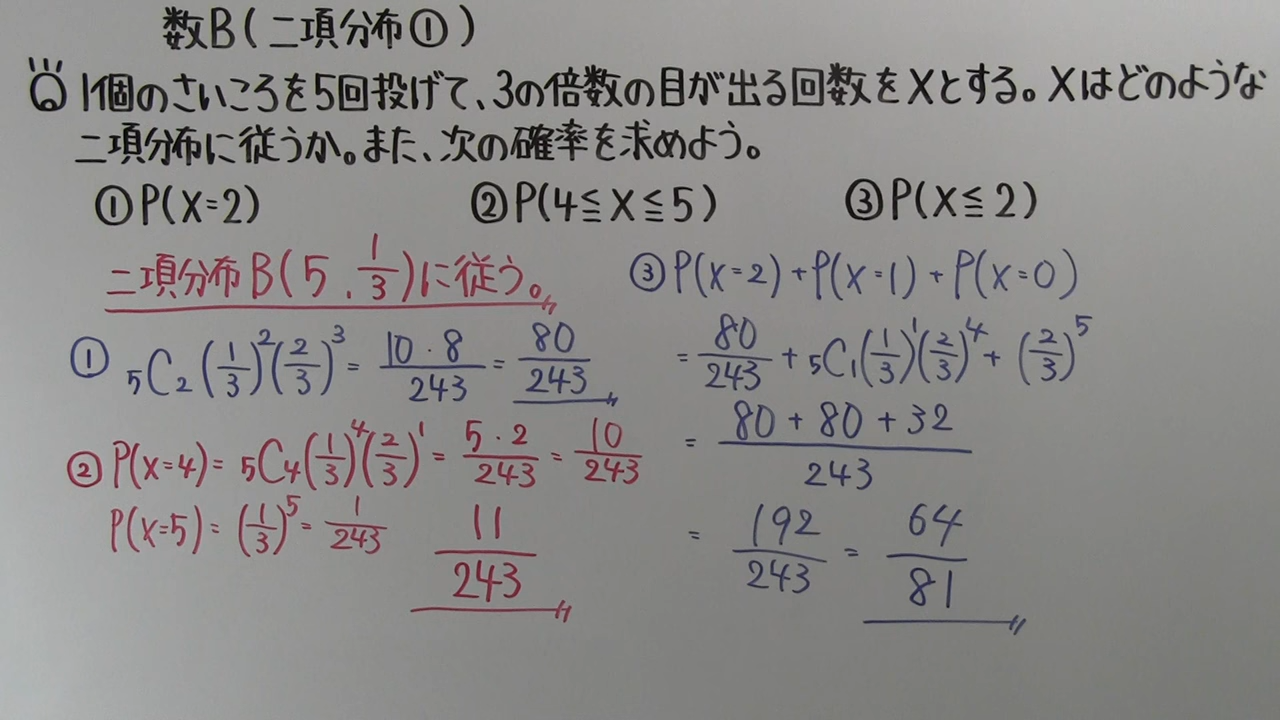 数B(二項分布①)
1個のさいころを5回投げて、3の倍数の目が出る回数をXとする。Xはどのような
二項分布に従うか。また、次の確率を求めよう。
①P(X=2) ②P(4≦X≦5) ③P(X≦2)
二項分布B(5, 1/3)に従う。
① ₅C₂(1/3)²(2/3)³ = 10・8/243 = 80/243
② P(X=4) = ₅C₄(1/3)⁴(2/3)¹ = 5・2/243 = 10/243
P(X=5) = (1/3)⁵ = 1/243
11/243
③P(X=2)+P(X=1)+P(X=0)
= 80/243 + ₅C₁(1/3)¹(2/3)⁴ + (2/3)⁵
= 80+80+32/243
= 192/243 = 64/81